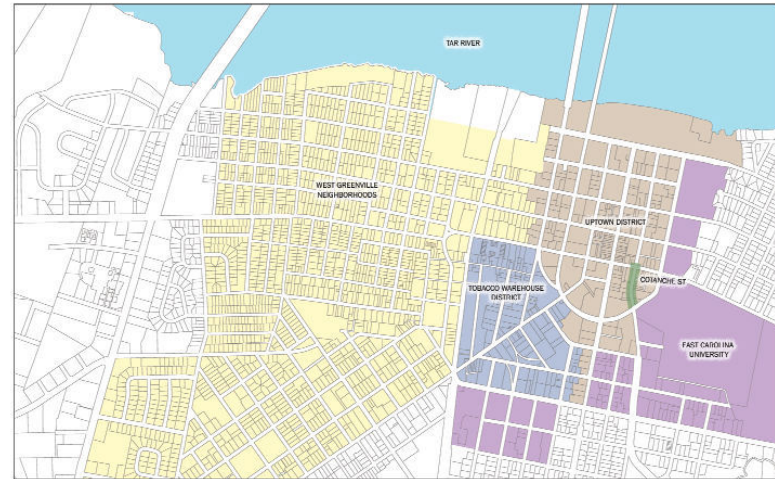 TAR RIVER
WEST GREENVILLE
NEIGHBORHOODS
UPTOWN DISTRICT
COTANCHE ST
TOBACCO WAREHOUSE
DISTRICT
EAST CAROLINA
UNIVERSITY